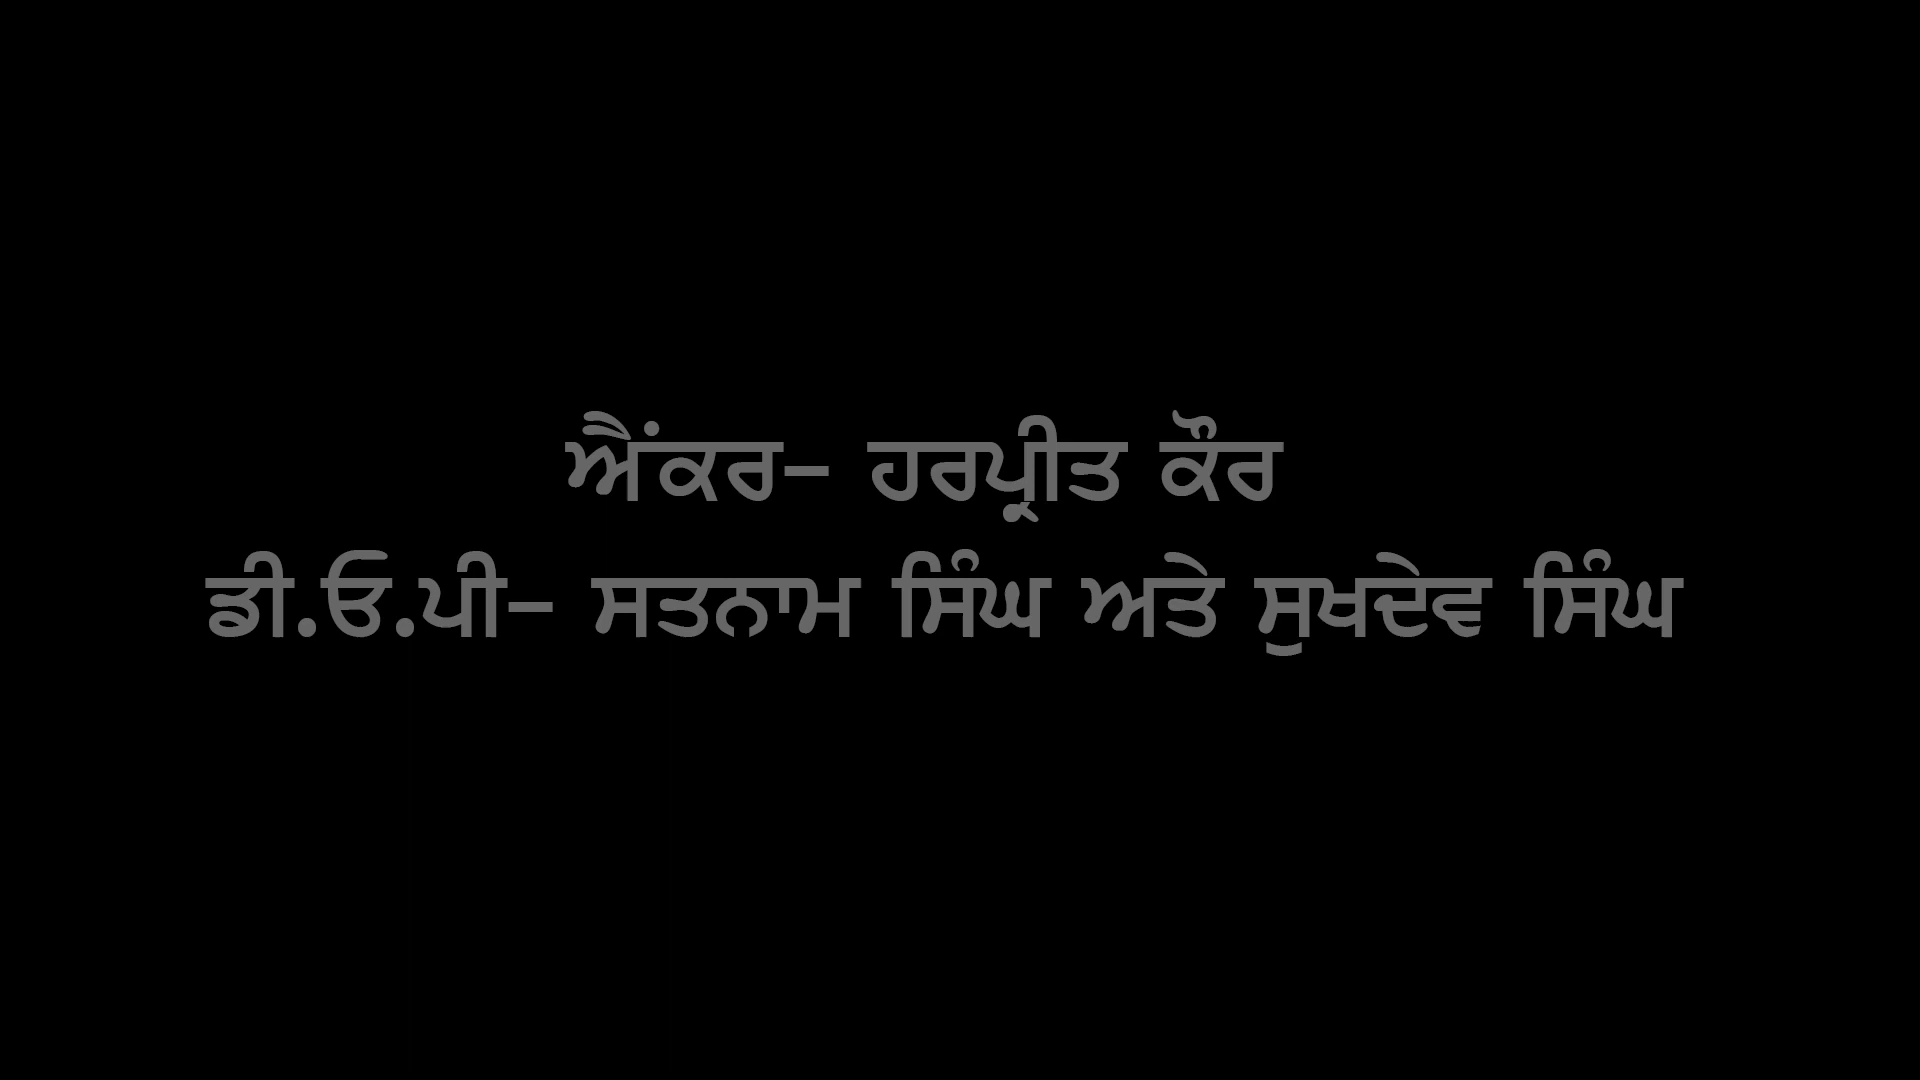 ਐਂਕਰ- ਹਰਪ੍ਰੀਤ ਕੌਰ
ਡੀ.ਓ.ਪੀ- ਸਤਨਾਮ ਸਿੰਘ ਅਤੇ ਸੁਖਦੇਵ ਸਿੰਘ